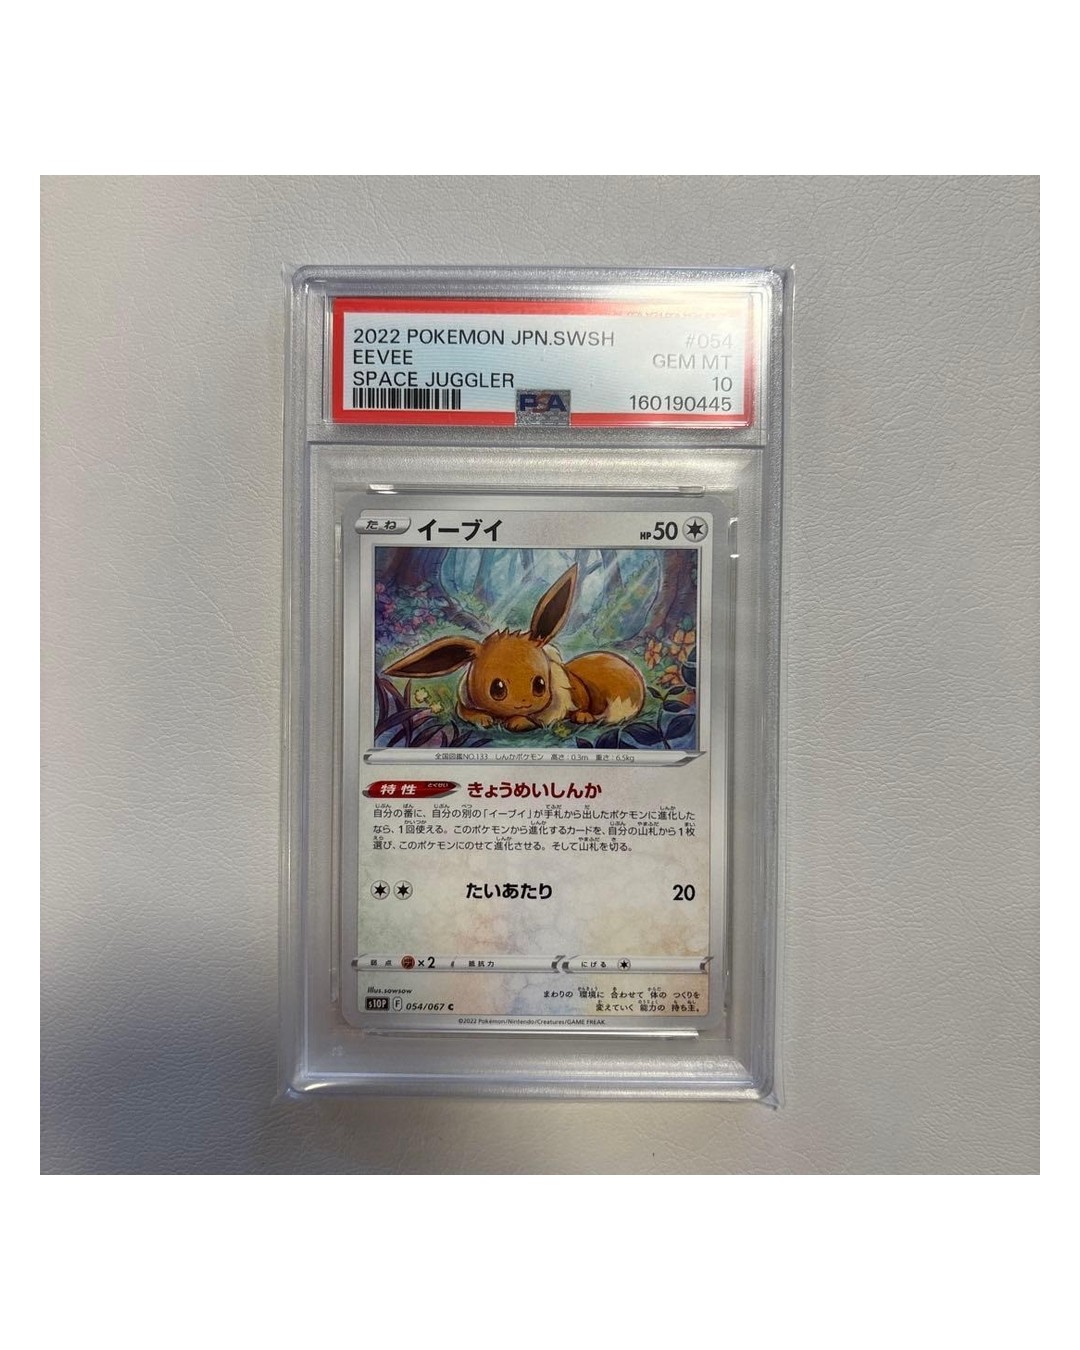 2022 POKEMON JPN.SWSH #054
EEVEE GEM MT
SPACE JUGGLER 10
PSA 160190445
たね イーブイ HP50
全国図鑑NO.133 しんかポケモン 高さ:0.3m 重さ:6.5kg
特性 とくせい きょうめいしんか
自分の番に、自分の別の「イーブイ」が手札から出したポケモンに進化した
なら、1回使える。このポケモンから進化するカードを、自分の山札から1枚
選び、このポケモンにのせて進化させる。そして山札を切る。
たいあたり 20
弱点 ×2 抵抗力 にげる
illus.sowsow
まわりの 環境に 合わせて 体の つくりを
変えていく 能力の 持ち主。
s10P F 054/067 C
©2022 Pokémon/Nintendo/Creatures/GAME FREAK.